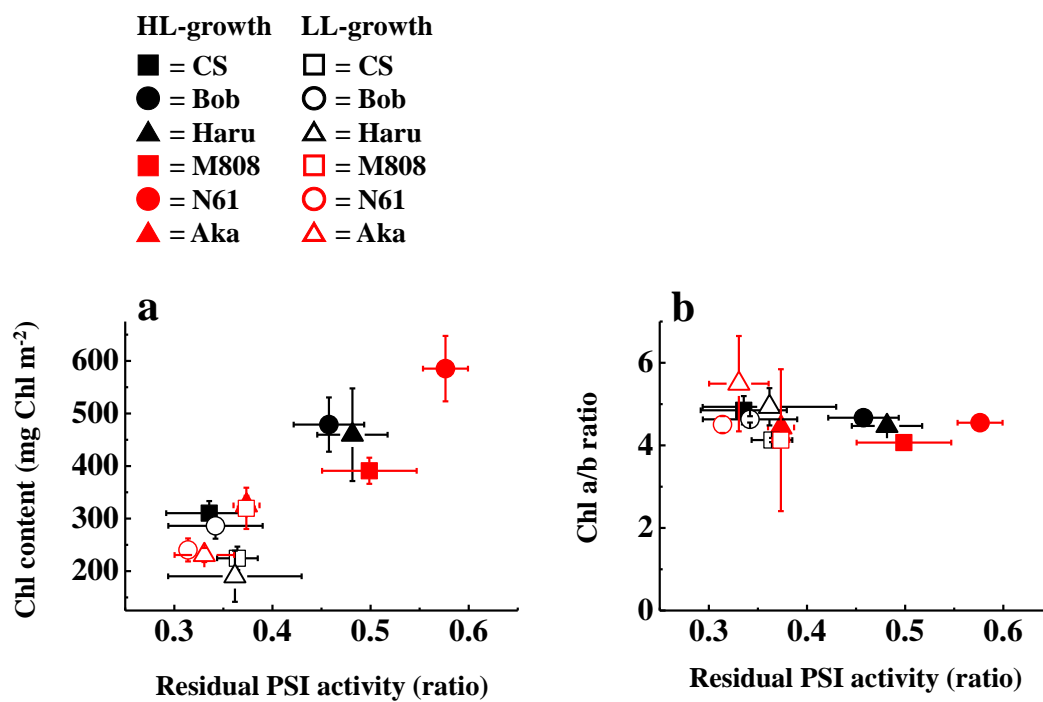 HL-growth LL-growth
= CS = CS
= Bob = Bob
= Haru = Haru
= M808 = M808
= N61 = N61
= Aka = Aka
a
Chl content (mg Chl m-2)
600
500
400
300
200
0.3 0.4 0.5 0.6
Residual PSI activity (ratio)
b
Chl a/b ratio
6
4
2
0
0.3 0.4 0.5 0.6
Residual PSI activity (ratio)